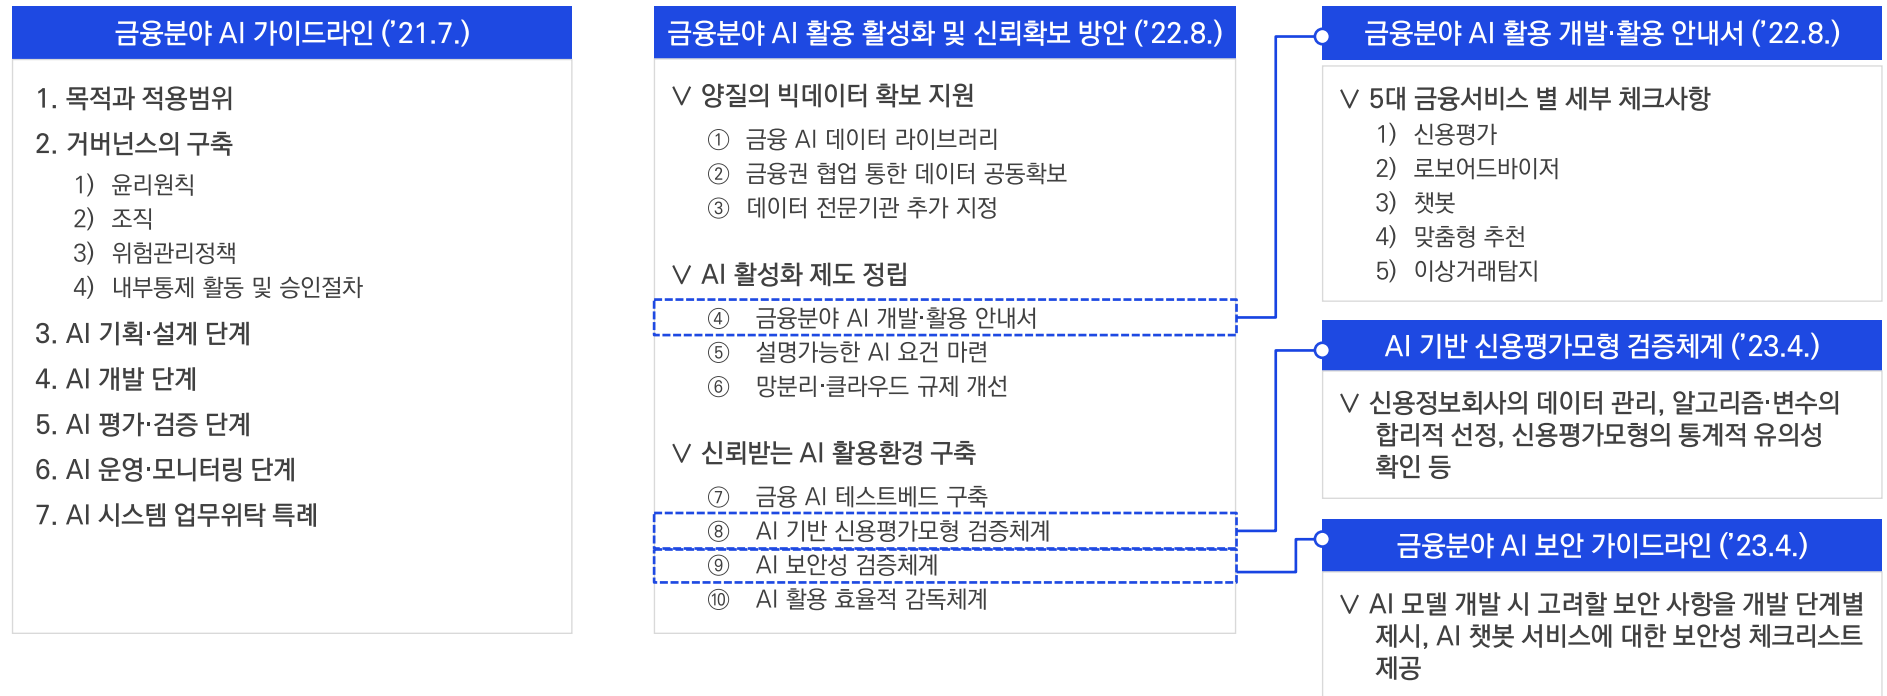 금융분야 AI 가이드라인 (’21.7.)
1. 목적과 적용범위
2. 거버넌스의 구축
1) 윤리원칙
2) 조직
3) 위험관리정책
4) 내부통제 활동 및 승인절차
3. AI 기획·설계 단계
4. AI 개발 단계
5. AI 평가·검증 단계
6. AI 운영·모니터링 단계
7. AI 시스템 업무위탁 특례
금융분야 AI 활용 활성화 및 신뢰확보 방안 (’22.8.)
∨ 양질의 빅데이터 확보 지원
① 금융 AI 데이터 라이브러리
② 금융권 협업 통한 데이터 공동확보
③ 데이터 전문기관 추가 지정
∨ AI 활성화 제도 정립
④ 금융분야 AI 개발·활용 안내서
⑤ 설명가능한 AI 요건 마련
⑥ 망분리·클라우드 규제 개선
∨ 신뢰받는 AI 활용환경 구축
⑦ 금융 AI 테스트베드 구축
⑧ AI 기반 신용평가모형 검증체계
⑨ AI 보안성 검증체계
⑩ AI 활용 효율적 감독체계
금융분야 AI 활용 개발·활용 안내서 (’22.8.)
∨ 5대 금융서비스 별 세부 체크사항
1) 신용평가
2) 로보어드바이저
3) 챗봇
4) 맞춤형 추천
5) 이상거래탐지
AI 기반 신용평가모형 검증체계 (’23.4.)
∨ 신용정보회사의 데이터 관리, 알고리즘·변수의
합리적 선정, 신용평가모형의 통계적 유의성
확인 등
금융분야 AI 보안 가이드라인 (’23.4.)
∨ AI 모델 개발 시 고려할 보안 사항을 개발 단계별
제시, AI 챗봇 서비스에 대한 보안성 체크리스트
제공